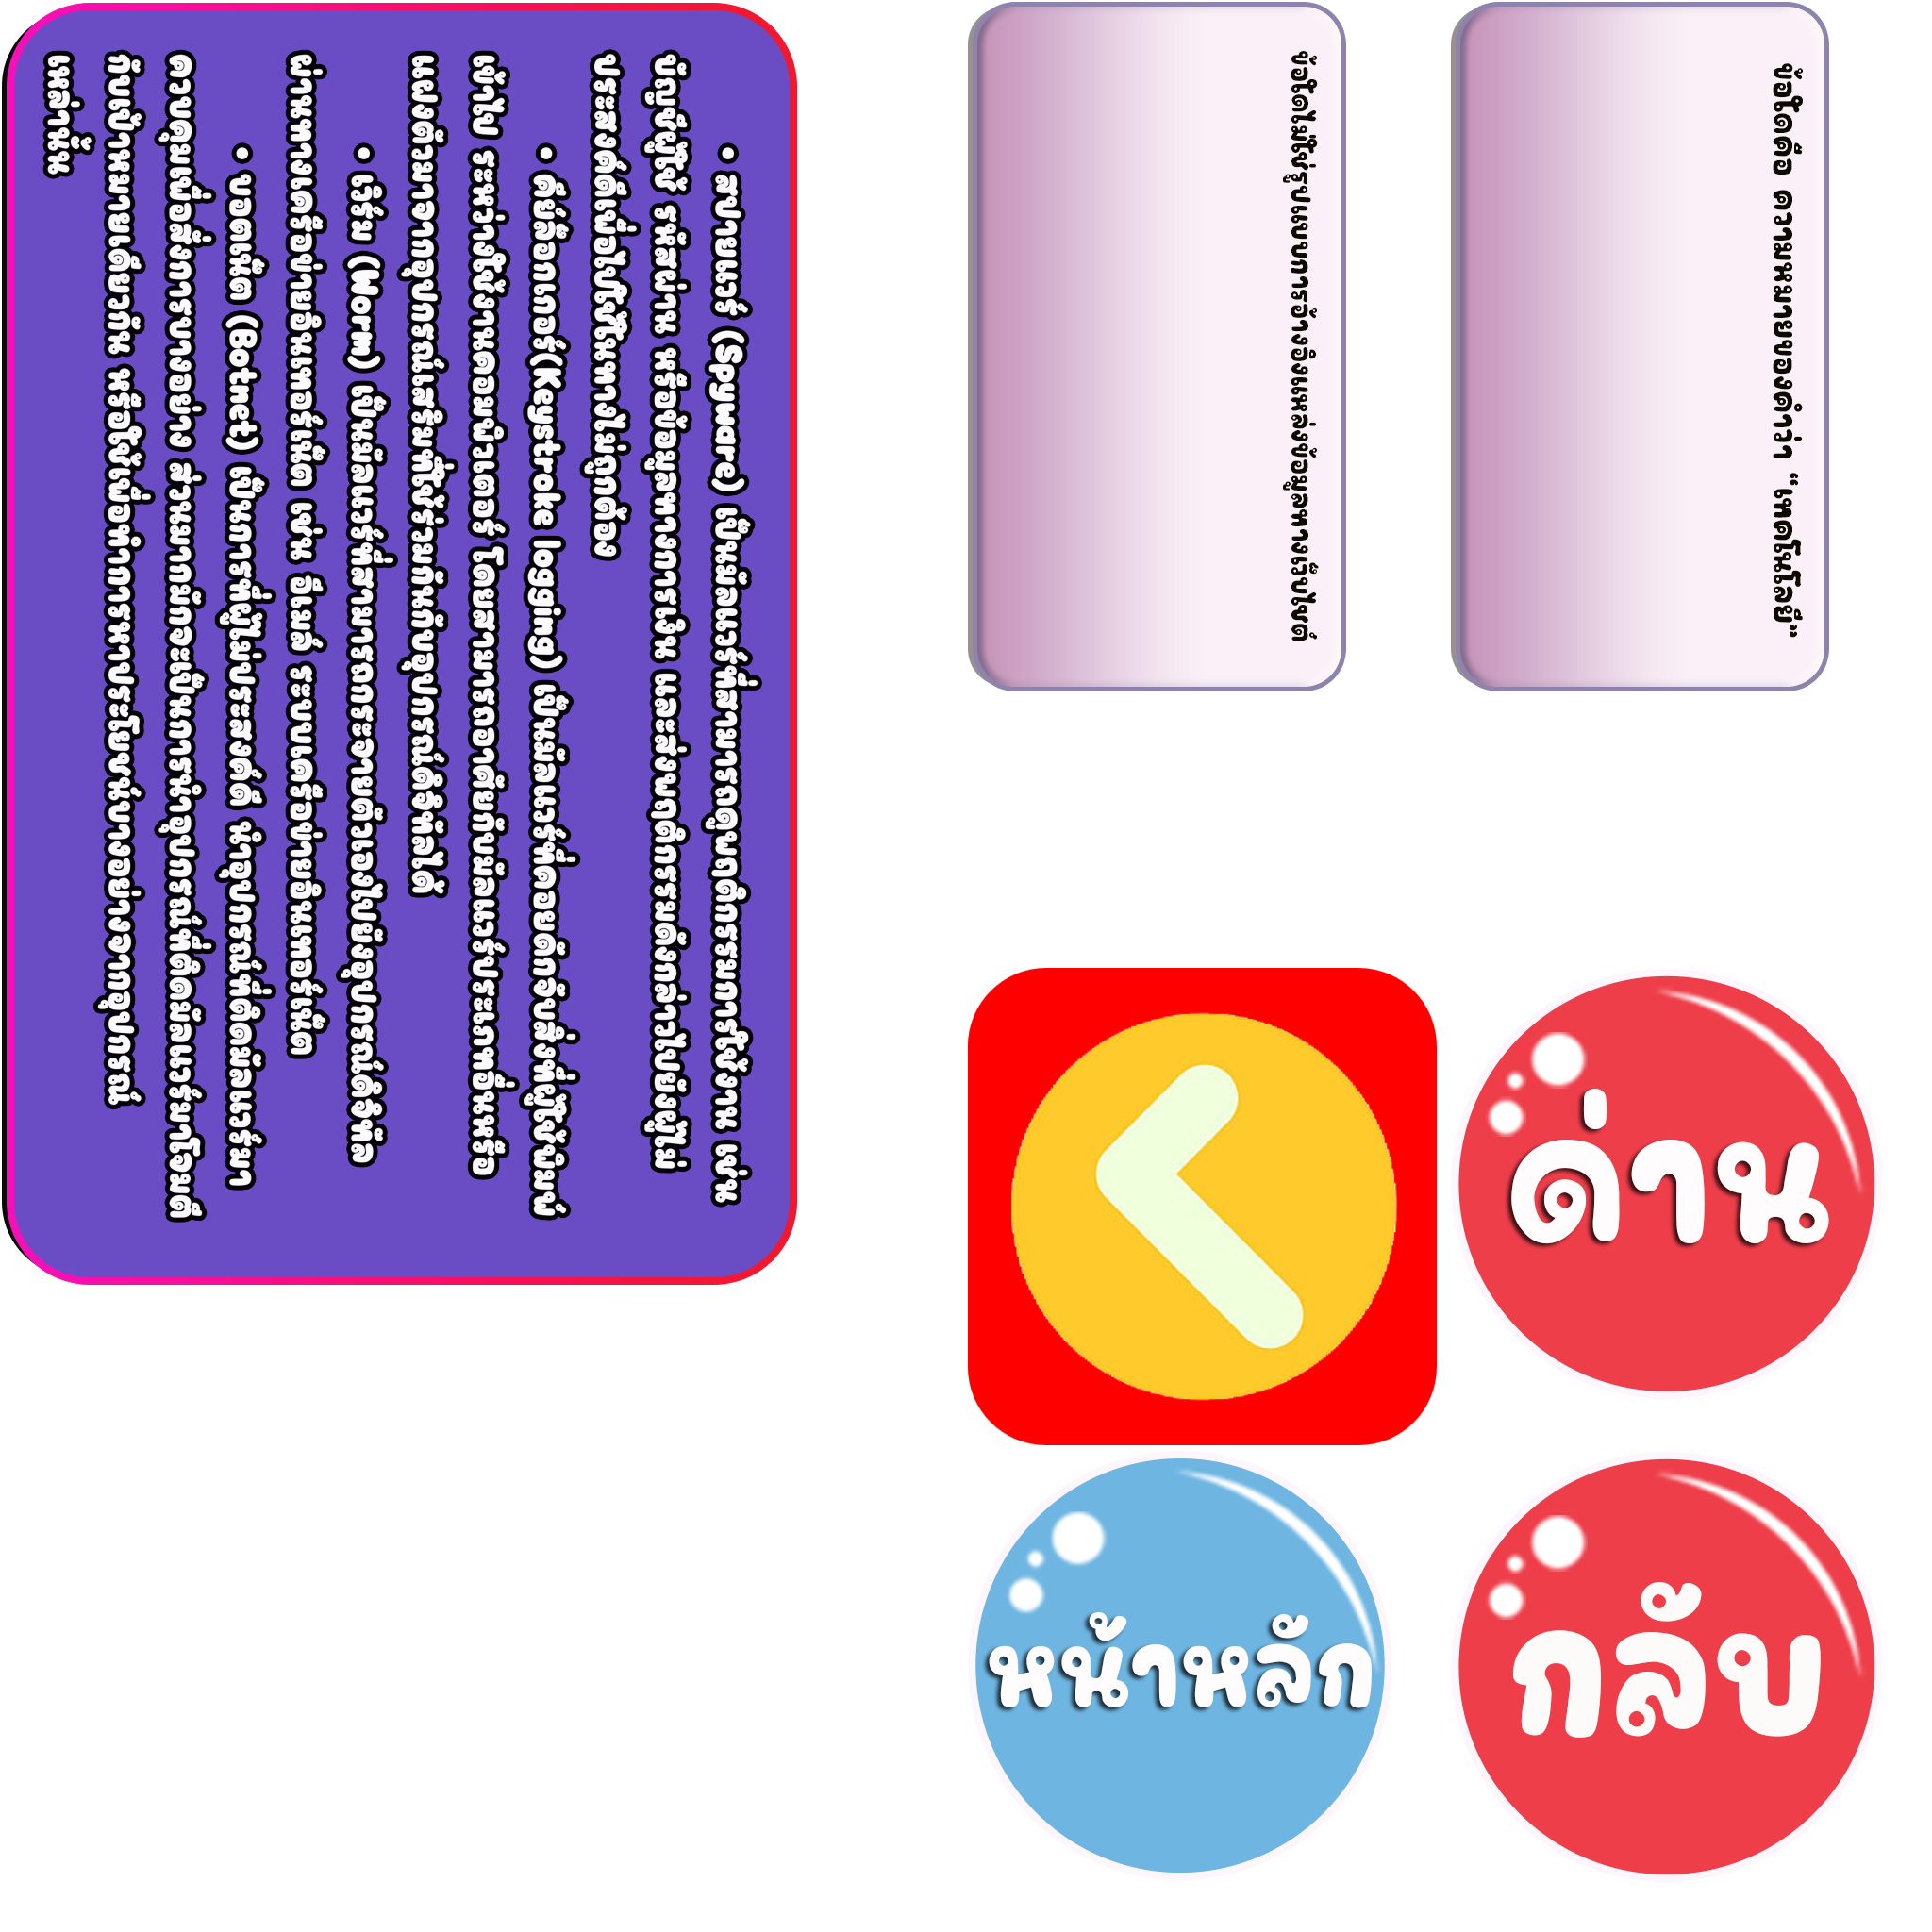 • สปายแวร์ (Spyware) เป็นมัลแวร์ที่สามารถดูพฤติกรรมการใช้งาน เช่น
บัญชีผู้ใช้ รหัสผ่าน หรือข้อมูลทางการเงิน และส่งพฤติกรรมดังกล่าวไปยังผู้ไม่
ประสงค์ดีเพื่อไปใช้ในทางไม่ถูกต้อง
• คีย์ล็อกเกอร์(Keystroke logging) เป็นมัลแวร์ที่คอยดักจับสิ่งที่ผู้ใช้พิมพ์
เข้าไป ระหว่างใช้งานคอมพิวเตอร์ โดยสามารถอาศัยกับมัลแวร์ประเภทอื่นหรือ
แฝงตัวมาจากอุปกรณ์เสริมที่ใช้ร่วมกันกับอุปกรณ์ดิจิทัลได้
• เวิร์ม (Worm) เป็นมัลแวร์ที่สามารถกระจายตัวเองไปยังอุปกรณ์ดิจิทัล
ผ่านทางเครือข่ายอินเทอร์เน็ต เช่น อีเมล์ ระบบเครือข่ายอินเทอร์เน็ต
• บอตเน็ต (Botnet) เป็นการที่ผู้ไม่ประสงค์ดี นำอุปกรณ์ที่ติดมัลแวร์มา
ควบคุมเพื่อสั่งการบางอย่าง ส่วนมากมักจะเป็นการนำอุปกรณ์ที่ติดมัลแวร์มาโจมตี
กับเป้าหมายเดียวกัน หรือใช้เพื่อทำการหาประโยชน์บางอย่างจากอุปกรณ์
เหล่านั้น
ข้อใดไม่ใช่รูปแบบการอ้างอิงแหล่งข้อมูลทางเว็บไซต์
ข้อใดคือ ความหมายของคำว่า “เทคโนโลยี”
ด่าน
หน้าหลัก
กลับ